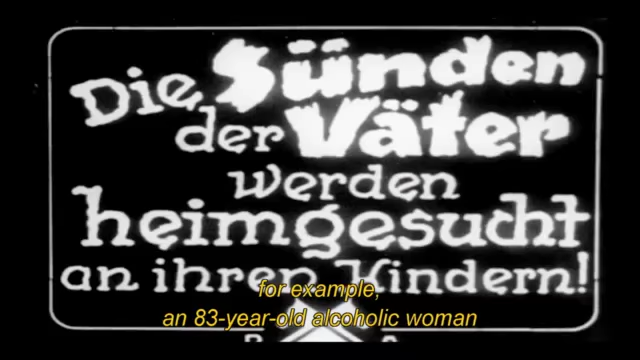 Die Sünden
der Väter
werden
heimgesucht
an ihren Kindern!
for example,
an 83-year-old alcoholic woman